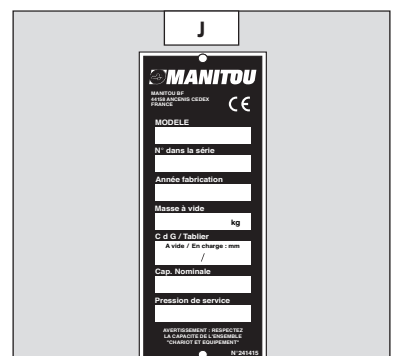 J
MANITOU
MANITOU BF
44158 ANCENIS CEDEX
FRANCE
CE
MODELE
N° dans la série
Année fabrication
Masse à vide
kg
C d G / Tablier
A vide / En charge : mm
/
Cap. Nominale
Pression de service
AVERTISSEMENT : RESPECTEZ
LA CAPACITE DE L'ENSEMBLE
"CHARIOT ET EQUIPEMENT"
N°241415